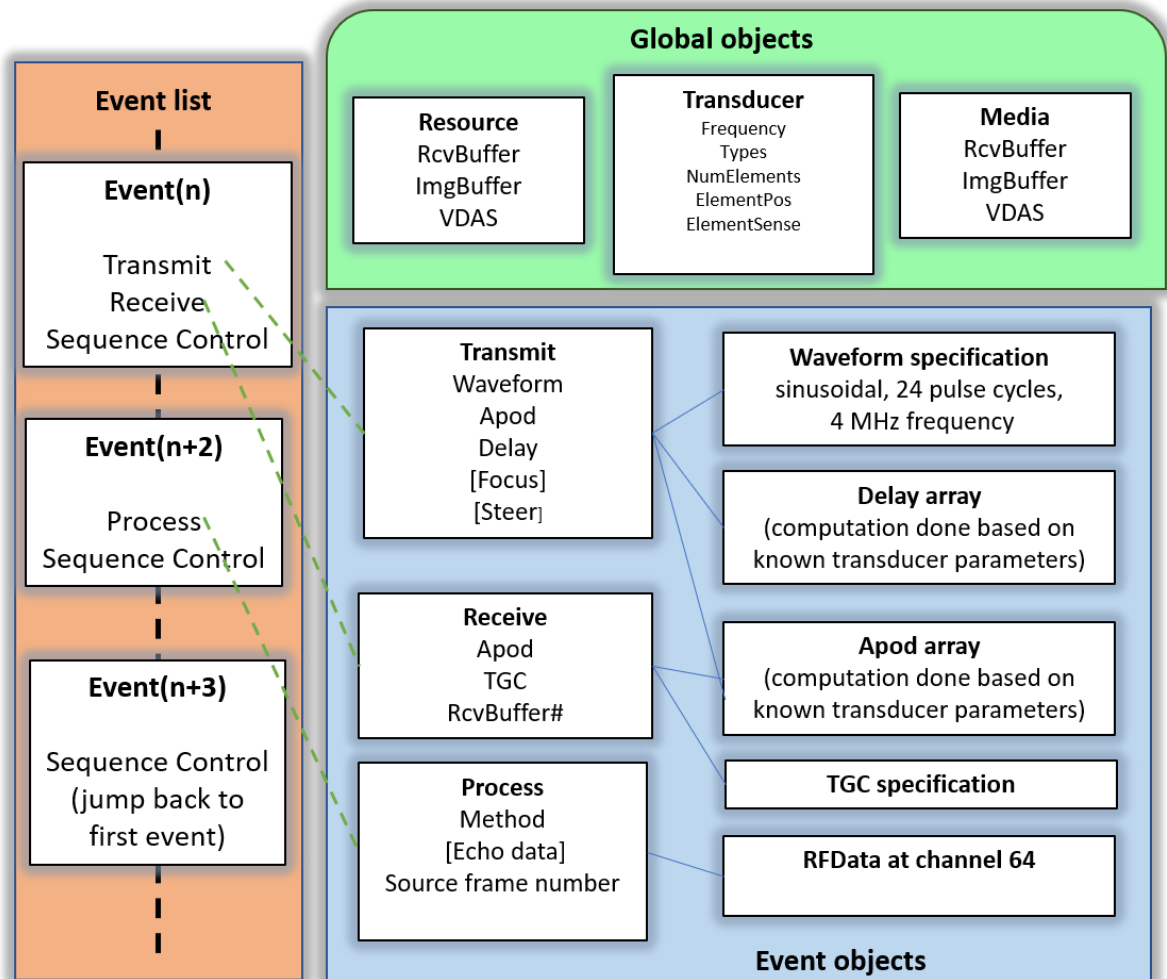 Event list
Event(n)
Transmit
Receive
Sequence Control
Event(n+2)
Process
Sequence Control
Event(n+3)
Sequence Control
(jump back to
first event)
Global objects
Resource
RcvBuffer
ImgBuffer
VDAS
Transducer
Frequency
Types
NumElements
ElementPos
ElementSense
Media
RcvBuffer
ImgBuffer
VDAS
Transmit
Waveform
Apod
Delay
[Focus]
[Steer]
Receive
Apod
TGC
RcvBuffer#
Process
Method
[Echo data]
Source frame number
Waveform specification
sinusoidal, 24 pulse cycles,
4 MHz frequency
Delay array
(computation done based on
known transducer parameters)
Apod array
(computation done based on
known transducer parameters)
TGC specification
RFData at channel 64
Event objects